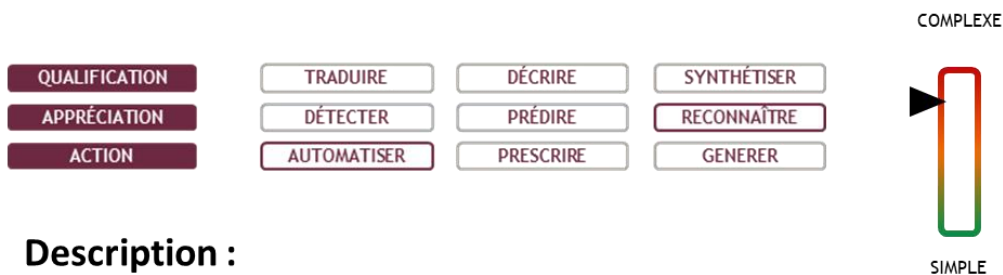 COMPLEXE
QUALIFICATION TRADUIRE DÉCRIRE SYNTHÉTISER
APPRÉCIATION DÉTECTER PRÉDIRE RECONNAÎTRE
ACTION AUTOMATISER PRESCRIRE GENERER
Description :
SIMPLE